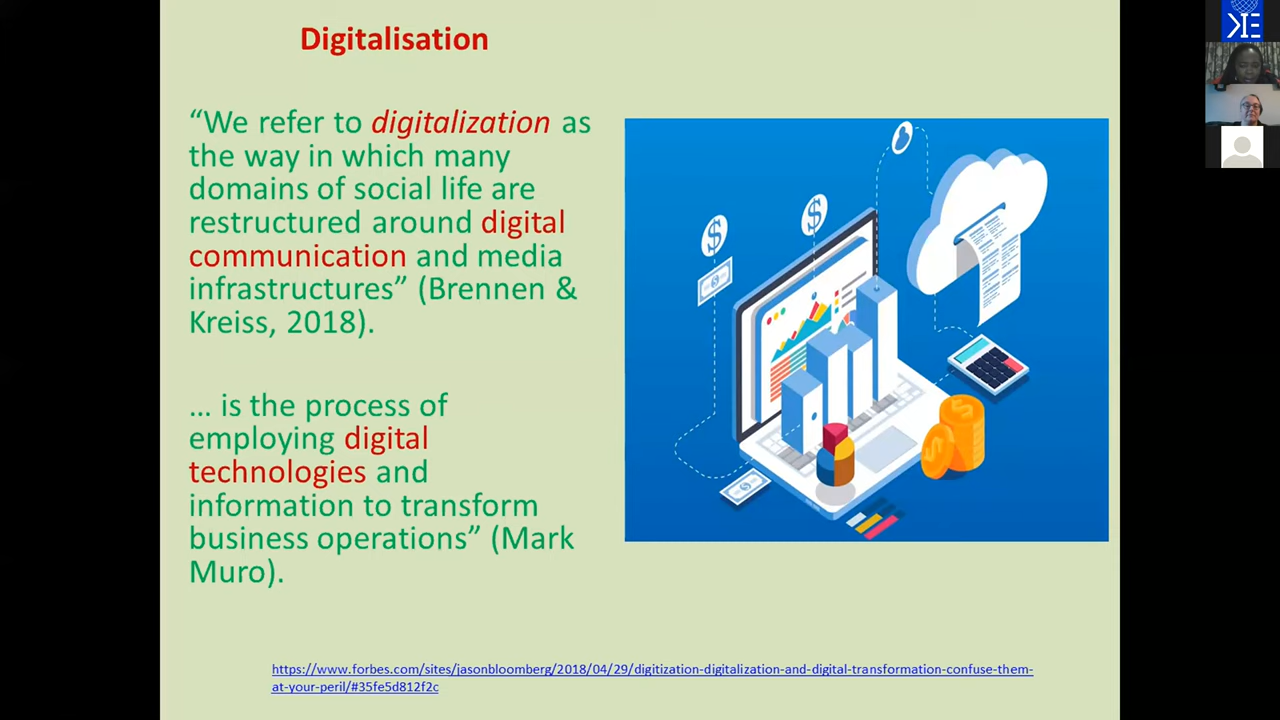 Digitalisation
“We refer to digitalization as
the way in which many
domains of social life are
restructured around digital
communication and media
infrastructures” (Brennen &
Kreiss, 2018).
… is the process of
employing digital
technologies and
information to transform
business operations” (Mark
Muro).
https://www.forbes.com/sites/jasonbloomberg/2018/04/29/digitization-digitalization-and-digital-transformation-confuse-them-
at-your-peril/#35fe5d812f2c